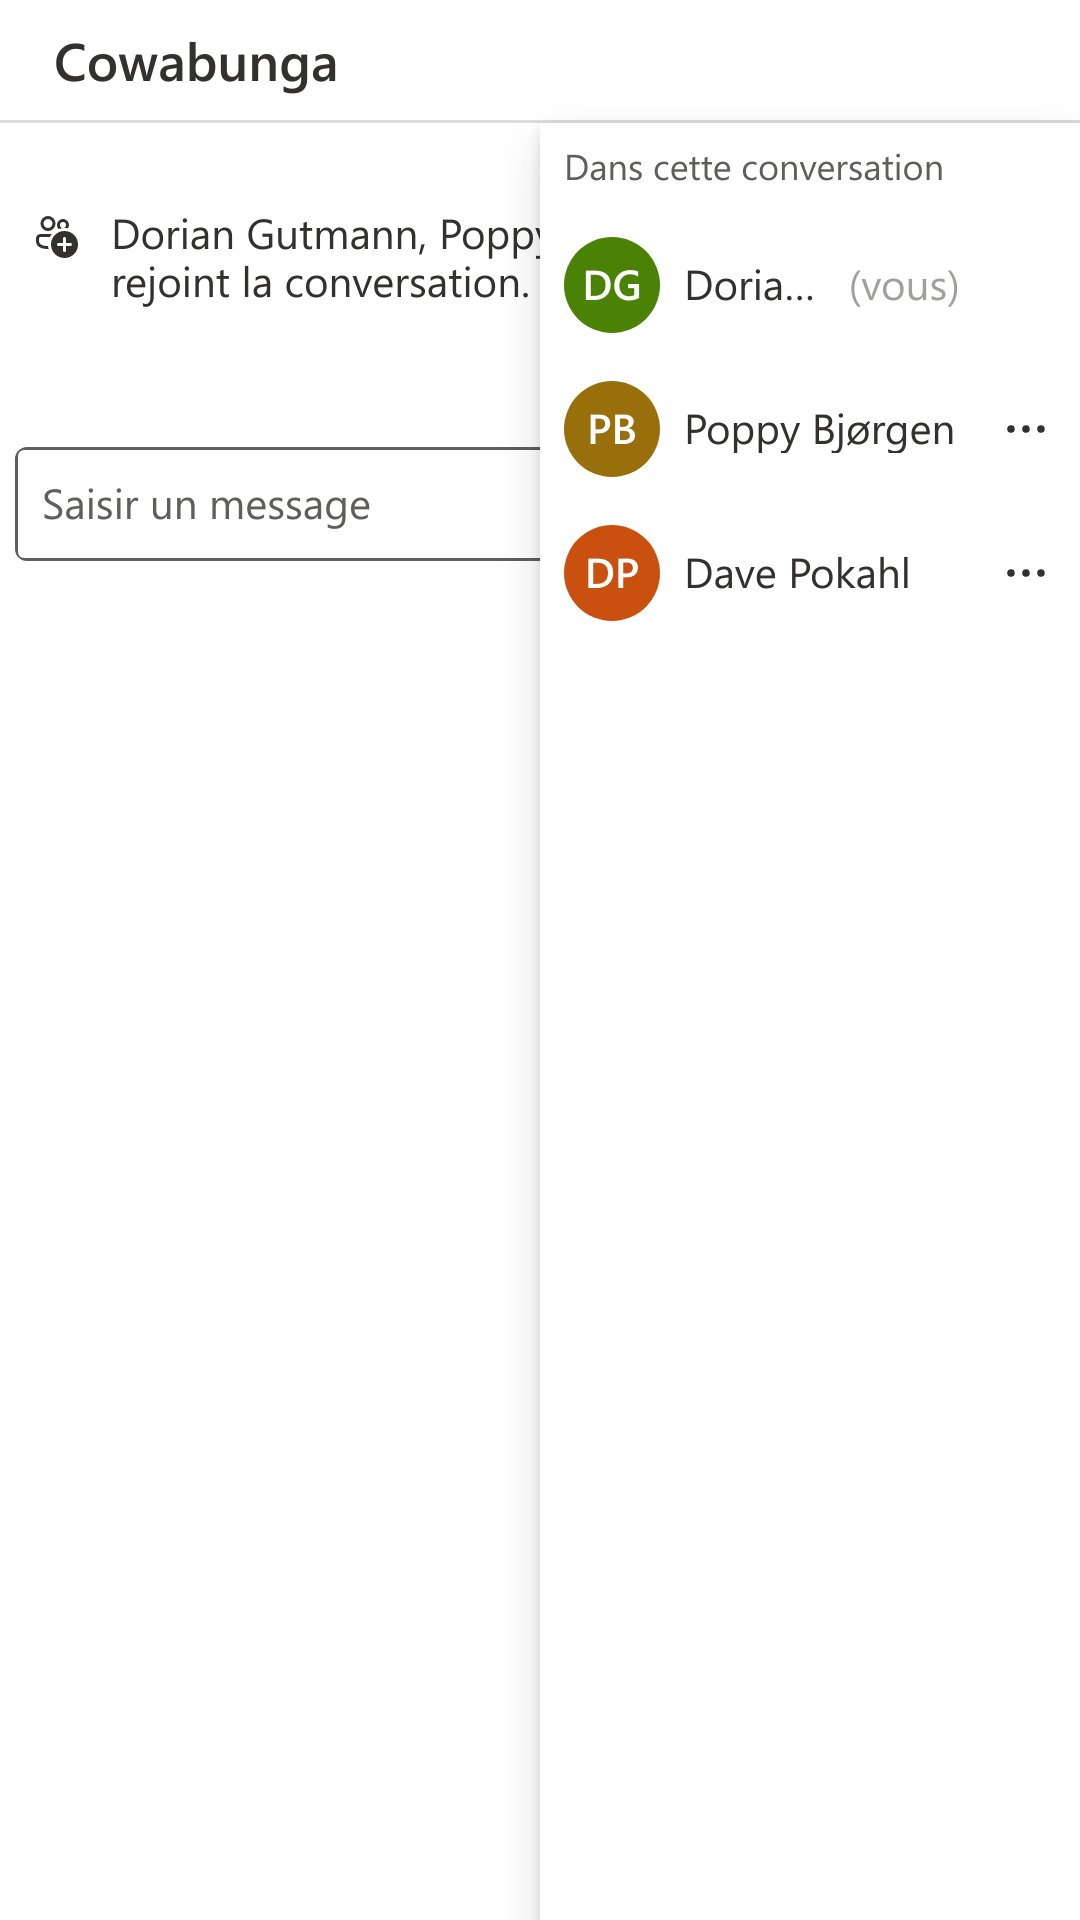 Cowabunga
Dorian Gutmann, Poppy
rejoint la conversation.
Saisir un message
Dans cette conversation
DG Doria... (vous)
PB Poppy Bjørgen
DP Dave Pokahl